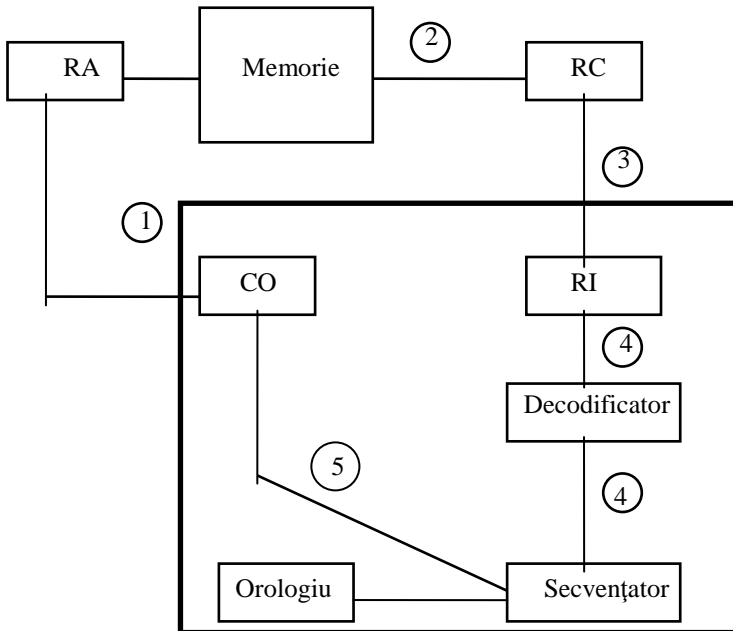 RA
Memorie
2
RC
3
1
CO
RI
4
Decodificator
5
4
Orologiu
Secvenţator